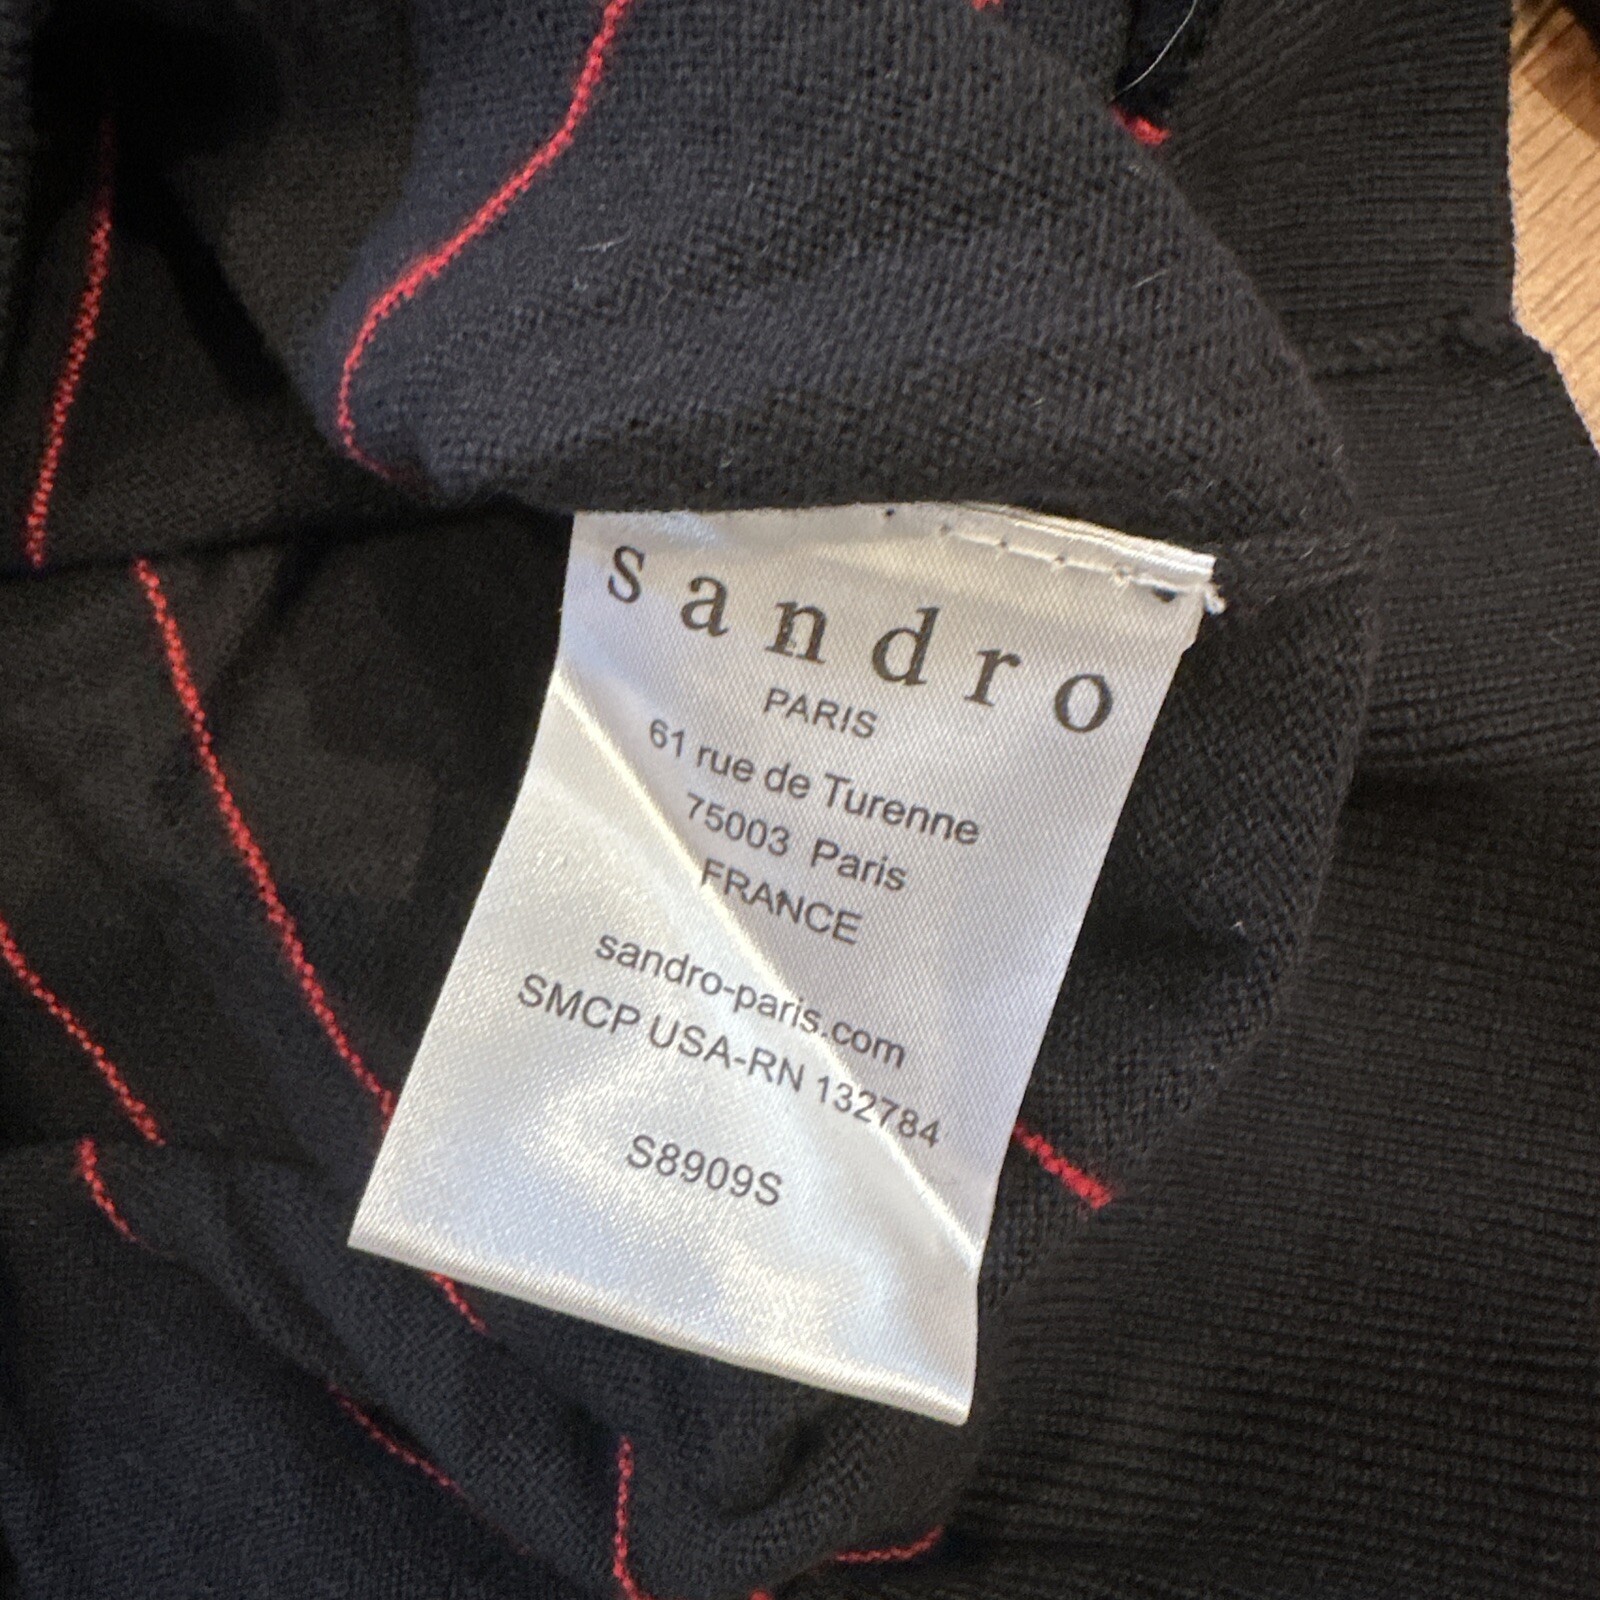 sandro
PARIS
61 rue de Turenne
75003 Paris
FRANCE
sandro-paris.com
SMCP USA-RN 132784
S8909S